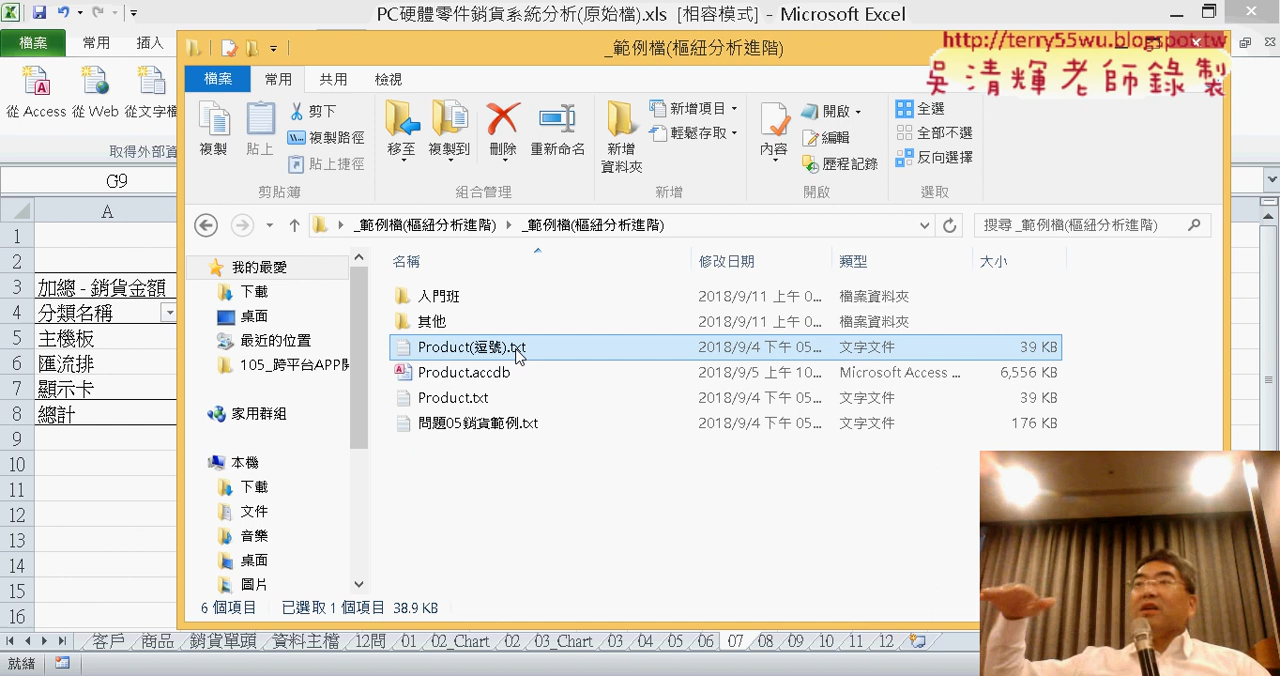 PC硬體零件銷貨系統分析(原始檔).xls [相容模式] - Microsoft Excel
檔案 常用 插入
從 Access 從 Web 從文字檔
取得外部資
G9
A
1
2
3 加總 - 銷貨金額
4 分類名稱
5 主機板
6 匯流排
7 顯示卡
8 總計
9
10
11
12
13
14
15
16
_範例檔(樞紐分析進階)
http://terry55wu.blogspot.tw
吳清輝老師錄製
檔案 常用 共用 檢視
複製 貼上 剪下 複製路徑 貼上捷徑
剪貼簿
移至 複製到 刪除 重新命名
組合管理
新增資料夾 新增項目 輕鬆存取
新增
內容 開啟 編輯 歷程記錄
開啟
全選 全部不選 反向選擇
選取
_範例檔(樞紐分析進階) _範例檔(樞紐分析進階)
搜尋 _範例檔(樞紐分析進階)
我的最愛
下載
桌面
最近的位置
105_跨平台APP開
家用群組
本機
下載
文件
音樂
桌面
圖片
名稱 修改日期 類型 大小
入門班 2018/9/11 上午 0... 檔案資料夾
其他 2018/9/11 上午 0... 檔案資料夾
Product(逗號).txt 2018/9/4 下午 05... 文字文件 39 KB
Product.accdb 2018/9/5 上午 10... Microsoft Access ... 6,556 KB
Product.txt 2018/9/4 下午 05... 文字文件 39 KB
問題05銷貨範例.txt 2018/9/4 下午 05... 文字文件 176 KB
6 個項目 已選取 1 個項目 38.9 KB
客戶 商品 銷貨單頭 資料主檔 12問 01 02_Chart 02 03_Chart 03 04 05 06 07 08 09 10 11 12
就緒